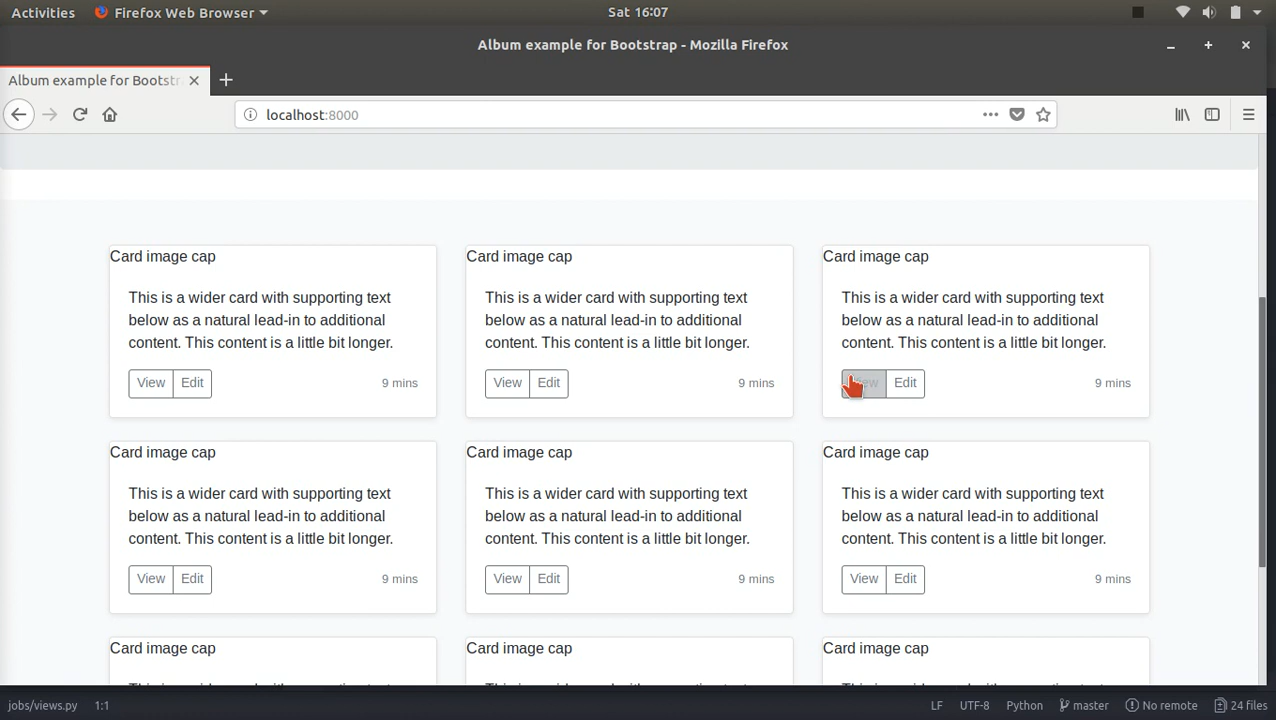 Activities Firefox Web Browser Sat 16:07
Album example for Bootstrap - Mozilla Firefox
Album example for Bootstr
localhost:8000
Card image cap Card image cap Card image cap
This is a wider card with supporting text This is a wider card with supporting text This is a wider card with supporting text
below as a natural lead-in to additional below as a natural lead-in to additional below as a natural lead-in to additional
content. This content is a little bit longer. content. This content is a little bit longer. content. This content is a little bit longer.
View Edit 9 mins View Edit 9 mins View Edit 9 mins
Card image cap Card image cap Card image cap
This is a wider card with supporting text This is a wider card with supporting text This is a wider card with supporting text
below as a natural lead-in to additional below as a natural lead-in to additional below as a natural lead-in to additional
content. This content is a little bit longer. content. This content is a little bit longer. content. This content is a little bit longer.
View Edit 9 mins View Edit 9 mins View Edit 9 mins
Card image cap Card image cap Card image cap
jobs/views.py 1:1 LF UTF-8 Python master No remote 24 files